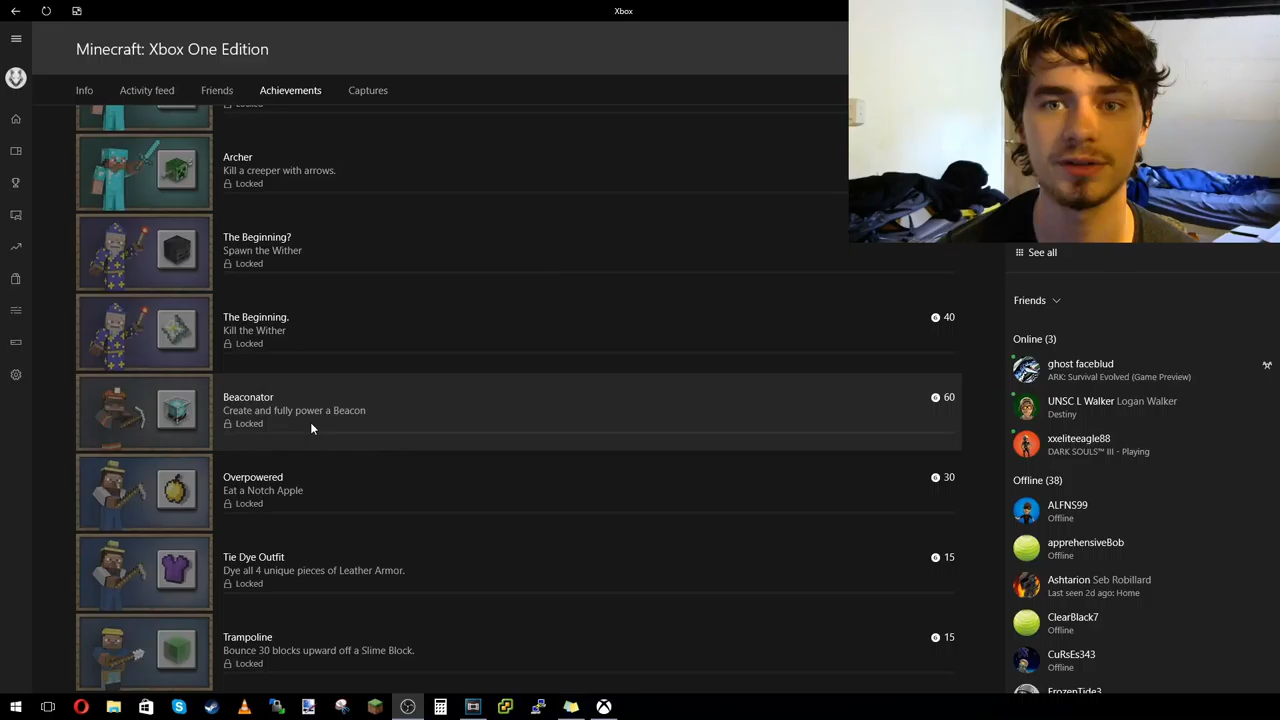 Xbox
Minecraft: Xbox One Edition
Info
Activity feed
Friends
Achievements
Captures
Archer
Kill a creeper with arrows.
Locked
The Beginning?
Spawn the Wither
Locked
The Beginning.
Kill the Wither
Locked
40
Beaconator
Create and fully power a Beacon
Locked
60
Overpowered
Eat a Notch Apple
Locked
30
Tie Dye Outfit
Dye all 4 unique pieces of Leather Armor.
Locked
15
Trampoline
Bounce 30 blocks upward off a Slime Block.
Locked
15
See all
Friends
Online (3)
ghost faceblud
ARK: Survival Evolved (Game Preview)
UNSC L Walker Logan Walker
Destiny
xxeliteeagle88
DARK SOULS™ III - Playing
Offline (38)
ALFNS99
Offline
apprehensiveBob
Offline
Ashtarion Seb Robillard
Last seen 2d ago: Home
ClearBlack7
Offline
CuRsEs343
Offline
FrozenTide3